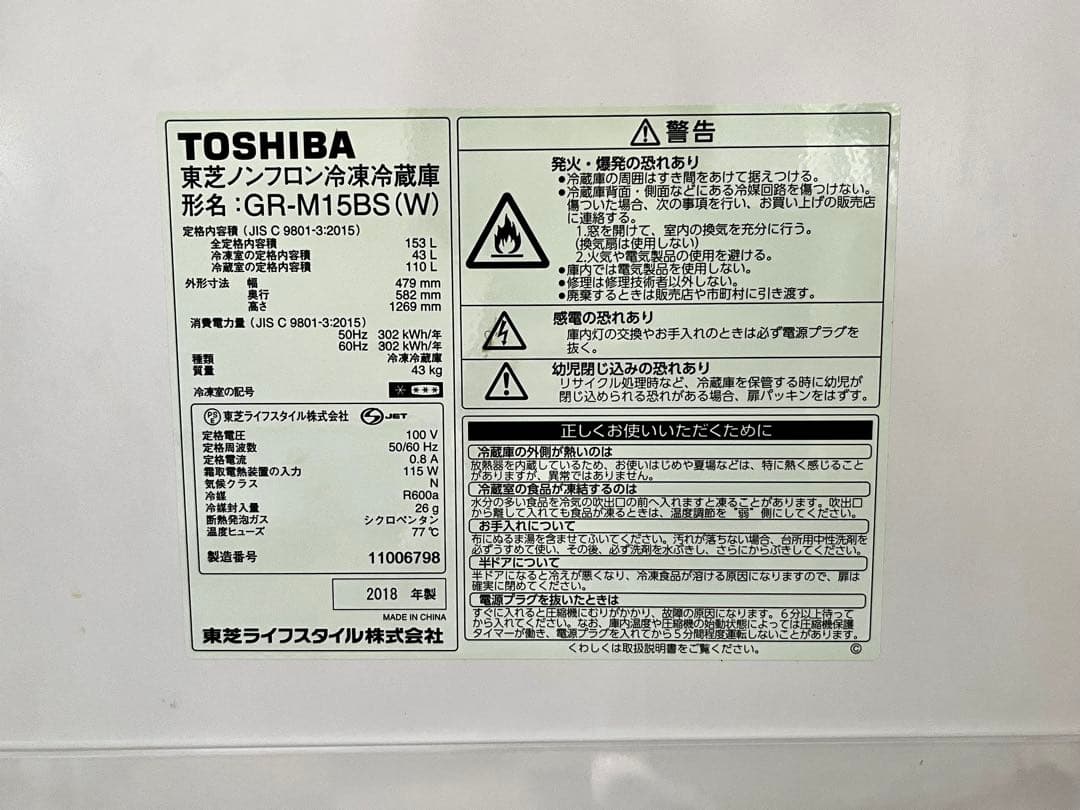 TOSHIBA
東芝ノンフロン冷凍冷蔵庫
形名：GR-M15BS(W)
定格内容積 (JIS C 9801-3:2015)
全定格内容積 153 L
冷凍室の定格内容積 43 L
冷蔵室の定格内容積 110 L
外形寸法 幅 479 mm
奥行 582 mm
高さ 1269 mm
消費電力量 (JIS C 9801-3:2015)
50Hz 302 kWh/年
60Hz 302 kWh/年
種類 冷凍冷蔵庫
質量 43 kg
冷凍室の記号
PSE 東芝ライフスタイル株式会社 JET
定格電圧 100 V
定格周波数 50/60 Hz
定格電流 0.8 A
霜取電熱装置の入力 115 W
気候クラス N
冷媒 R600a
冷媒封入量 26 g
断熱発泡ガス シクロペンタン
温度ヒューズ 77 ℃
製造番号 11006798
2018 年製
MADE IN CHINA
東芝ライフスタイル株式会社
警告
発火・爆発の恐れあり
●冷蔵庫の周囲はすき間をあけて据えつける。
●冷蔵庫背面・側面などにある冷媒回路を傷つけない。
傷ついた場合、次の事項を行い、お買い上げの販売店
に連絡する。
1.窓を開けて、室内の換気を充分に行う。
(換気扇は使用しない)
2.火気や電気製品の使用を避ける。
●庫内では電気製品を使用しない。
●修理は修理技術者以外しない。
●廃棄するときは販売店や市町村に引き渡す。
感電の恐れあり
庫内灯の交換やお手入れのときは必ず電源プラグを
抜く。
幼児閉じ込みの恐れあり
リサイクル処理時など、冷蔵庫を保管する時に幼児が
閉じ込められる恐れがある場合、扉パッキンをはずす。
正しくお使いいただくために
冷蔵庫の外側が熱いのは
放熱器を内蔵しているため、お使いはじめや夏場などは、特に熱く感じること
がありますが、異常ではありません。
冷蔵室の食品が凍結するのは
水分の多い食品を冷気の吹出口の前へ入れますと凍ることがあります。吹出口
から離して入れても食品が凍るときは、温度調節を“弱”側にしてください。
お手入れについて
布にぬるま湯を含ませてふいてください。汚れが落ちない場合、台所用中性洗剤を
必ずうすめて使い、その後、必ず洗剤を水ぶきし、さらにからぶきしてください。
半ドアについて
半ドアになると冷えが悪くなり、冷凍食品が溶ける原因になりますので、扉は
確実に閉めてください。
電源プラグを抜いたときは
すぐに入れると圧縮機にむりがかかり、故障の原因になります。6分以上待って
から入れてください。なお、庫内温度や圧縮機の始動状態によっては圧縮機保護
タイマーが働き、電源プラグを入れてから5分間程度運転しないことがあります。
くわしくは取扱説明書をご覧ください。
©